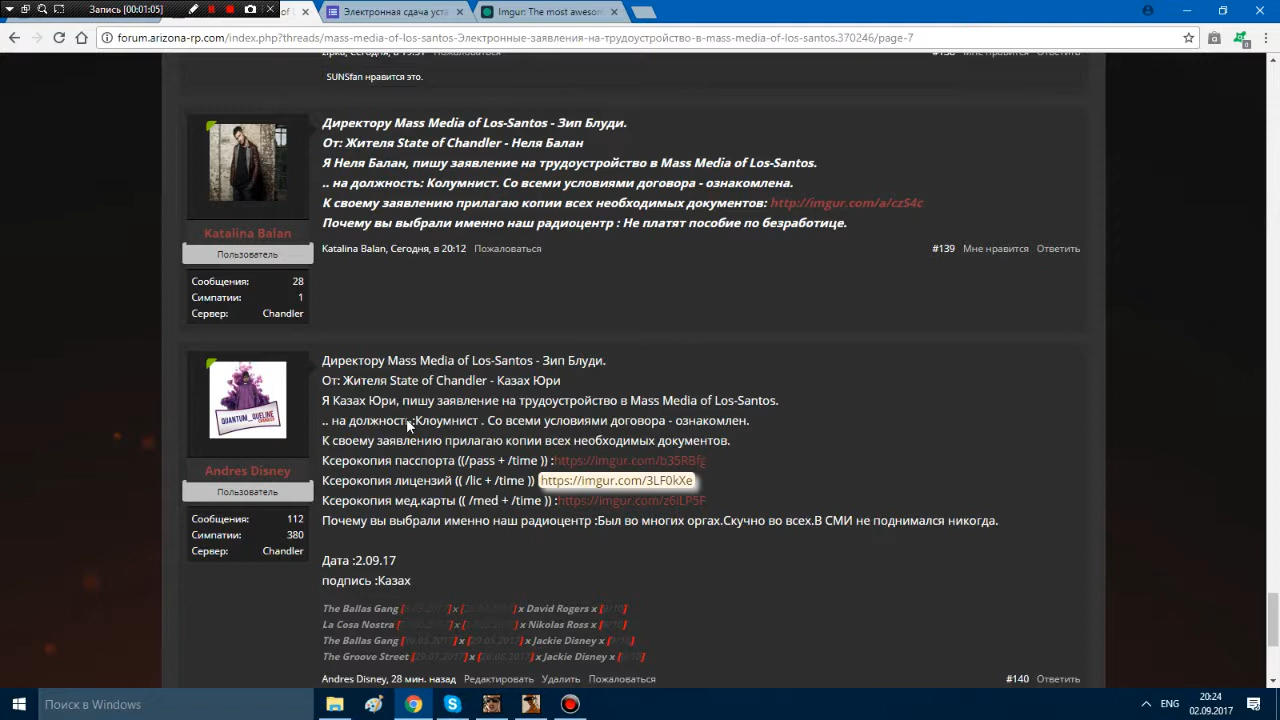 Запись [00:01:05]
of L
Электронная сдача уста
Imgur: The most awesom
forum.arizona-rp.com/index.php?threads/mass-media-of-los-santos-Электронные-заявления-на-трудоустройство-в-mass-media-of-los-santos.370246/page-7
SUNSfan нравится это.
Директору Mass Media of Los-Santos - Зип Блуди.
От: Жителя State of Chandler - Неля Балан
Я Неля Балан, пишу заявление на трудоустройство в Mass Media of Los-Santos.
.. на должность: Колумнист. Со всеми условиями договора - ознакомлена.
К своему заявлению прилагаю копии всех необходимых документов: http://imgur.com/a/czS4c
Почему вы выбрали именно наш радиоцентр : Не платят пособие по безработице.
Katalina Balan
Пользователь
Katalina Balan, Сегодня, в 20:12 Пожаловаться #139 Мне нравится Ответить
Сообщения: 28
Симпатии: 1
Сервер: Chandler
Директору Mass Media of Los-Santos - Зип Блуди.
От: Жителя State of Chandler - Казах Юри
Я Казах Юри, пишу заявление на трудоустройство в Mass Media of Los-Santos.
.. на должность:Клоумнист . Со всеми условиями договора - ознакомлен.
К своему заявлению прилагаю копии всех необходимых документов.
Ксерокопия пасспорта ((/pass + /time )) :https://imgur.com/b35RBfg
Ксерокопия лицензий (( /lic + /time )) https://imgur.com/3LF0kXe
Ксерокопия мед.карты (( /med + /time )) :https://imgur.com/z6iLP5F
Почему вы выбрали именно наш радиоцентр :Был во многих оргах.Скучно во всех.В СМИ не поднимался никогда.
QUANTUM_QUELINE
CHANDLER
Andres Disney
Пользователь
Сообщения: 112
Симпатии: 380
Сервер: Chandler
Дата :2.09.17
подпись :Казах
The Ballas Gang x David Rogers x
La Cosa Nostra x Nikolas Ross x
The Ballas Gang x Jackie Disney x
The Groove Street x Jackie Disney x
Andres Disney, 28 мин. назад Редактировать Удалить Пожаловаться #140 Ответить
Поиск в Windows
ENG
20:24
02.09.2017